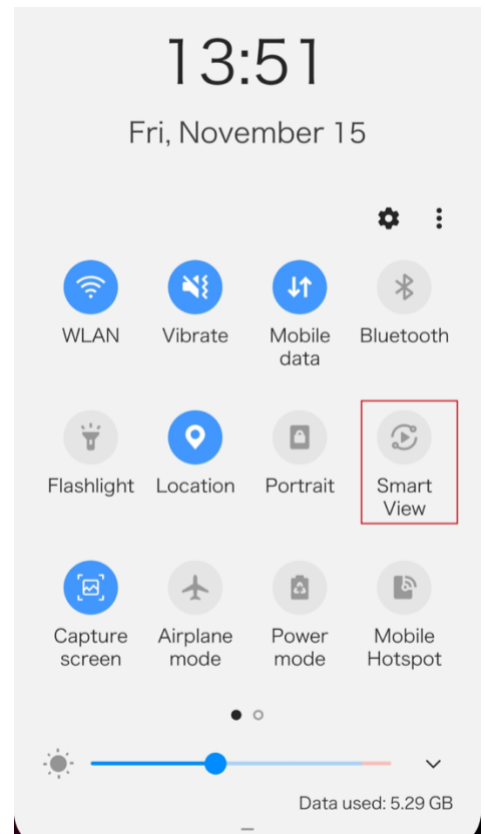 13:51
Fri, November 15
WLAN
Vibrate
Mobile
data
Bluetooth
Flashlight
Location
Portrait
Smart
View
Capture
screen
Airplane
mode
Power
mode
Mobile
Hotspot
Data used: 5.29 GB